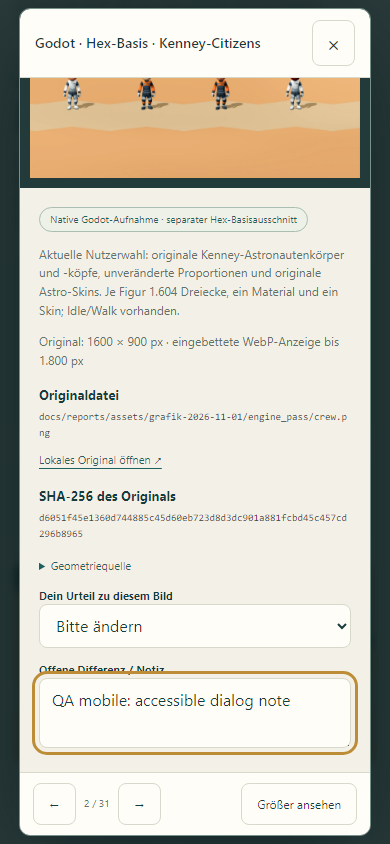 Godot · Hex-Basis · Kenney-Citizens
×
Native Godot-Aufnahme · separater Hex-Basisausschnitt
Aktuelle Nutzerwahl: originale Kenney-Astronautenkörper
und -köpfe, unveränderte Proportionen und originale
Astro-Skins. Je Figur 1.604 Dreiecke, ein Material und ein
Skin; Idle/Walk vorhanden.
Original: 1600 × 900 px · eingebettete WebP-Anzeige bis
1.800 px
Originaldatei
docs/reports/assets/grafik-2026-11-01/engine_pass/crew.p
ng
Lokales Original öffnen ↗
SHA-256 des Originals
d6051f45e1360d744885c45d60eb723d8d3dc901a881fcbd45c457cd
296b8965
▶ Geometriequelle
Dein Urteil zu diesem Bild
Bitte ändern
Offene Differenz / Notiz
QA mobile: accessible dialog note
← 2 / 31 → Größer ansehen